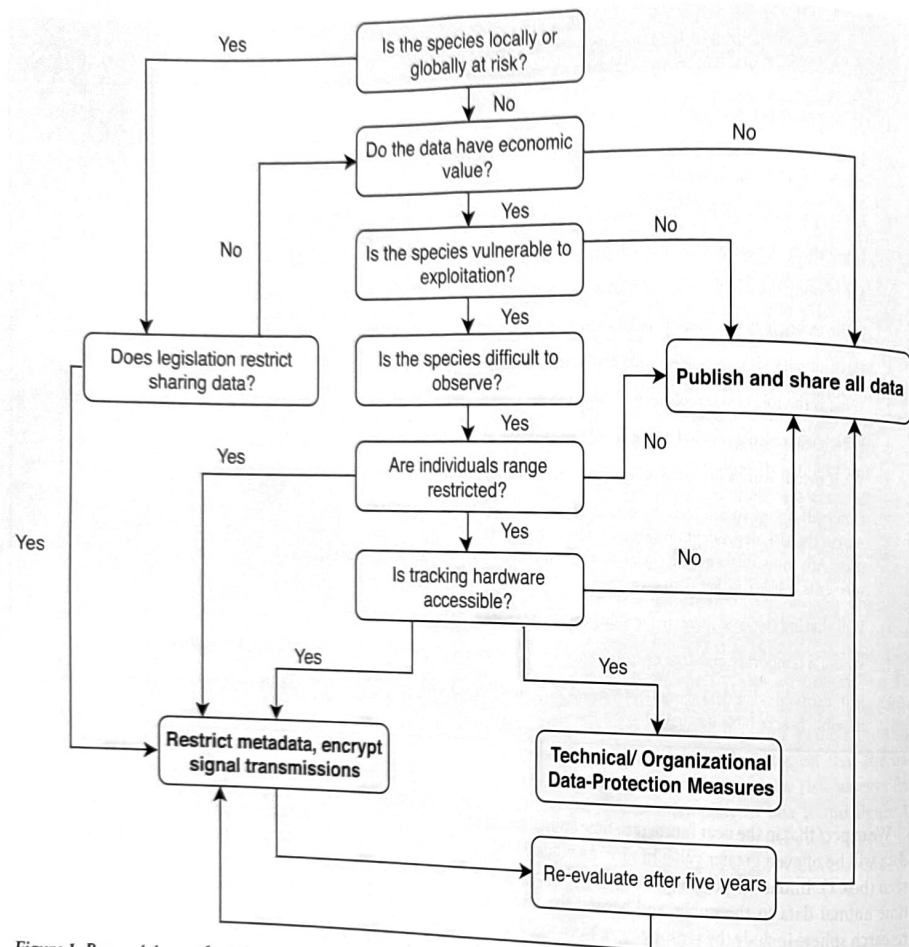 Yes
Is the species locally or
globally at risk?
No
Do the data have economic
value?
No
Yes
No
Is the species vulnerable to
exploitation?
No
Yes
Does legislation restrict
sharing data?
Is the species difficult to
observe?
Publish and share all data
Yes
No
Yes
Are individuals range
restricted?
Yes
Yes
No
Is tracking hardware
accessible?
Yes
Yes
Restrict metadata, encrypt
signal transmissions
Technical/ Organizational
Data-Protection Measures
Re-evaluate after five years
Figure 1.